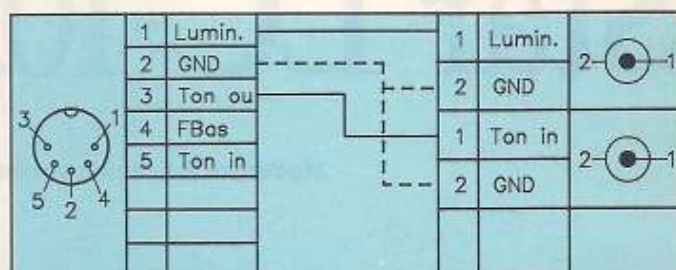 1 Lumin.
2 GND
3 Ton ou
4 FBas
5 Ton in
3 1
5 2 4
1 Lumin.
2 GND
1 Ton in
2 GND
2 1
2 1